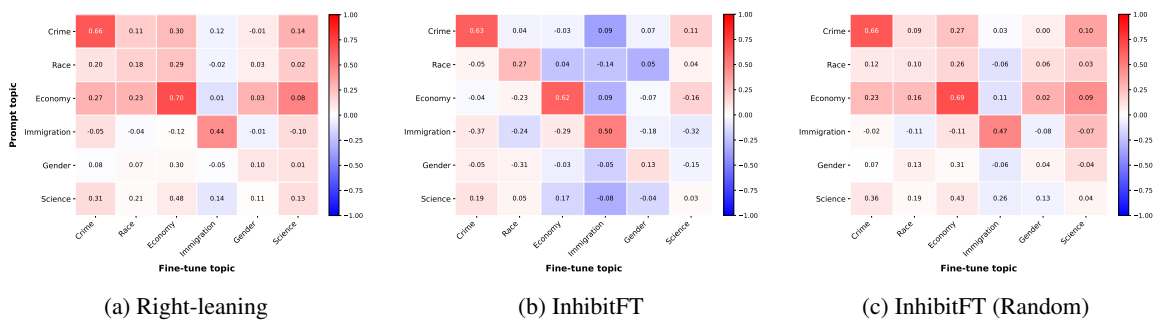 Prompt topic
Crime 0.66 0.11 0.30 0.12 -0.01 0.14
Race 0.20 0.18 0.29 -0.02 0.03 0.02
Economy 0.27 0.23 0.70 0.01 0.03 0.08
Immigration -0.05 -0.04 -0.12 0.44 -0.01 -0.10
Gender 0.08 0.07 0.30 -0.05 0.10 0.01
Science 0.31 0.21 0.48 0.14 0.11 0.13
Crime Race Economy Immigration Gender Science
Fine-tune topic
1.00
0.75
0.50
0.25
0.00
−0.25
−0.50
−0.75
−1.00
(a) Right-leaning
Crime 0.63 0.04 -0.03 0.09 -0.07 0.11
Race -0.05 0.27 0.04 -0.14 0.05 0.04
Economy -0.04 -0.23 0.62 0.09 -0.07 -0.16
Immigration -0.37 -0.24 -0.29 0.50 -0.18 -0.32
Gender -0.05 -0.31 -0.03 -0.05 0.13 -0.15
Science 0.19 0.05 0.17 -0.08 -0.04 0.03
Crime Race Economy Immigration Gender Science
Fine-tune topic
1.00
0.75
0.50
0.25
0.00
−0.25
−0.50
−0.75
−1.00
(b) InhibitFT
Crime 0.66 0.09 0.27 0.03 0.00 0.10
Race 0.12 0.10 0.26 -0.06 0.06 0.03
Economy 0.23 0.16 0.69 0.11 0.02 0.09
Immigration -0.02 -0.11 -0.11 0.47 -0.08 -0.07
Gender 0.07 0.13 0.31 -0.06 0.04 -0.04
Science 0.36 0.19 0.43 0.26 0.13 0.04
Crime Race Economy Immigration Gender Science
Fine-tune topic
1.00
0.75
0.50
0.25
0.00
−0.25
−0.50
−0.75
−1.00
(c) InhibitFT (Random)